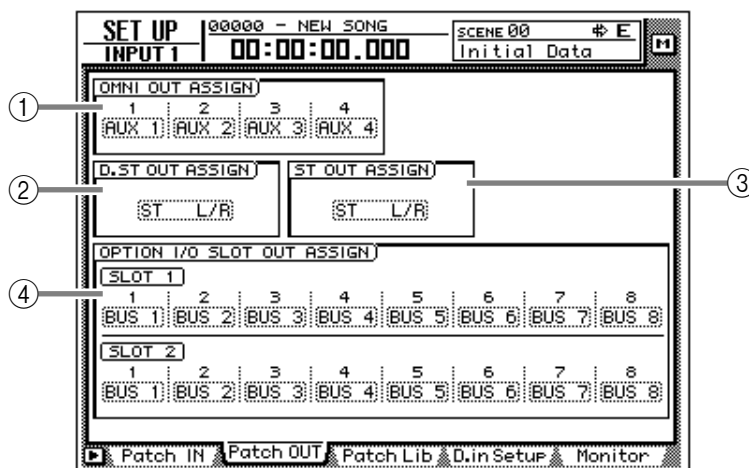 SET UP
INPUT 1
00000 - NEW SONG
00:00:00.000
SCENE 00 E
Initial Data
M
OMNI OUT ASSIGN
1 2 3 4
AUX 1 AUX 2 AUX 3 AUX 4
1
D.ST OUT ASSIGN ST OUT ASSIGN
2
3
ST L/R ST L/R
OPTION I/O SLOT OUT ASSIGN
SLOT 1
4
1 2 3 4 5 6 7 8
BUS 1 BUS 2 BUS 3 BUS 4 BUS 5 BUS 6 BUS 7 BUS 8
SLOT 2
1 2 3 4 5 6 7 8
BUS 1 BUS 2 BUS 3 BUS 4 BUS 5 BUS 6 BUS 7 BUS 8
Patch IN Patch OUT Patch Lib D.in Setup Monitor